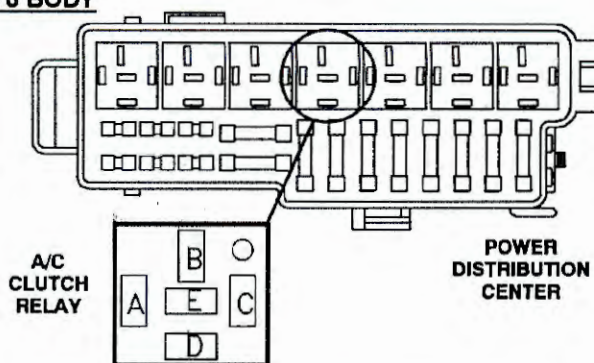 BODY
A/C
CLUTCH
RELAY
B
A
E
C
D
POWER
DISTRIBUTION
CENTER